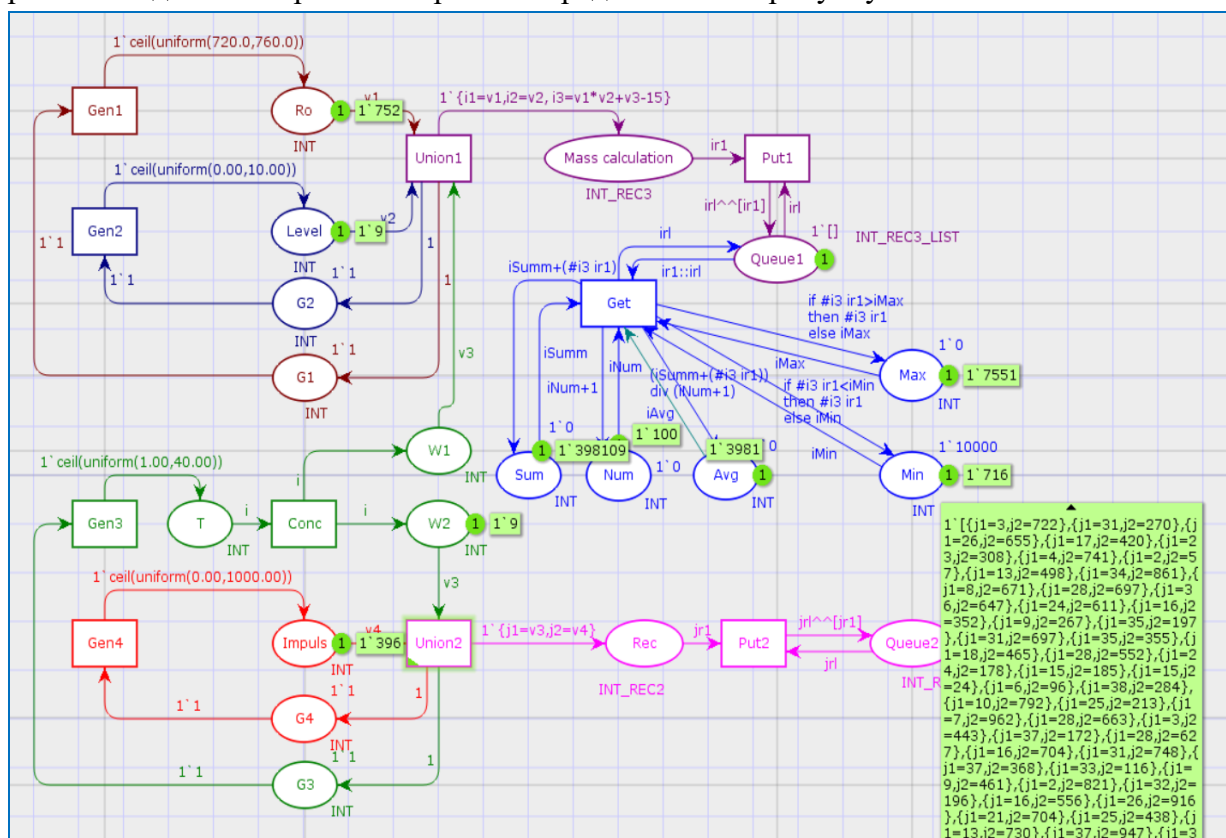 1`ceil(uniform(720.0,760.0))
Gen1
Ro
1
1`752
v1
INT
1`{i1=v1,i2=v2, i3=v1*v2+v3-15}
Union1
Mass calculation
INT_REC3
ir1
Put1
1`ceil(uniform(0.00,10.00))
Gen2
Level
1
1`9
v2
INT
irl^^[ir1]
irl
1`[]
INT_REC3_LIST
Queue1
1
1`1
1`1
G2
1`1
INT
1
1
irl
ir1::irl
iSumm+(#i3 ir1)
Get
if #i3 ir1>iMax
then #i3 ir1
else iMax
1`0
Max
1
1`7551
INT
iMax
G1
1`1
INT
v3
iSumm
iNum+1
iNum
(iSumm+(#i3 ir1))
div (iNum+1)
iAvg
if #i3 ir1<iMin
then #i3 ir1
else iMin
iMin
1`10000
Min
1
1`716
INT
1`0
Sum
1
1`398109
INT
1`100
Num
1`0
INT
1`3981
0
Avg
1
INT
W1
INT
1`ceil(uniform(1.00,40.00))
Gen3
T
INT
i
Conc
i
i
W2
1
1`9
INT
v3
1`ceil(uniform(0.00,1000.00))
Gen4
Impuls
1
1`396
v4
INT
Union2
1`{j1=v3,j2=v4}
Rec
INT_REC2
jr1
Put2
jrl^^[jr1]
jrl
Queue2
INT_R
1`1
G4
1`1
INT
1
1`1
G3
1`1
INT
1
1`[{j1=3,j2=722},{j1=31,j2=270},{j
1=26,j2=655},{j1=17,j2=420},{j1=2
3,j2=308},{j1=4,j2=741},{j1=2,j2=5
7},{j1=13,j2=498},{j1=34,j2=861},{
j1=8,j2=671},{j1=28,j2=697},{j1=3
6,j2=647},{j1=24,j2=611},{j1=16,j2
=352},{j1=9,j2=267},{j1=35,j2=197
},{j1=31,j2=697},{j1=35,j2=355},{j
1=18,j2=465},{j1=28,j2=552},{j1=2
4,j2=178},{j1=15,j2=185},{j1=15,j2
=24},{j1=6,j2=96},{j1=38,j2=284},
{j1=10,j2=792},{j1=25,j2=213},{j1
=7,j2=962},{j1=28,j2=663},{j1=3,j2
=443},{j1=37,j2=172},{j1=28,j2=62
7},{j1=16,j2=704},{j1=31,j2=748},{
j1=37,j2=368},{j1=33,j2=116},{j1=
9,j2=461},{j1=2,j2=821},{j1=32,j2=
196},{j1=16,j2=556},{j1=26,j2=916
},{j1=21,j2=704},{j1=25,j2=438},{j
1=13,j2=730},{j1=37,j2=947},{j1=3